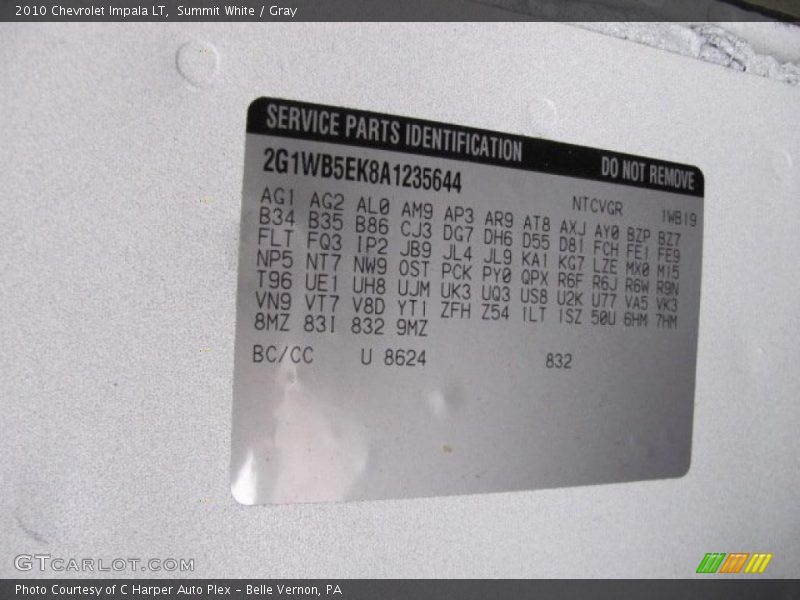 2010 Chevrolet Impala LT, Summit White / Gray
SERVICE PARTS IDENTIFICATION DO NOT REMOVE
2G1WB5EK8A1235644
NTCVGR 1WB19
AG1 AG2 AL0 AM9 AP3 AR9 AT8 AXJ AY0 BZP BZ7
B34 B35 B86 CJ3 DG7 DH6 D55 D81 FCH FE1 FE9
FLT FQ3 IP2 JB9 JL4 JL9 KA1 KG7 LZE MX0 M15
NP5 NT7 NW9 OST PCK PY0 QPX R6F R6J R6W R9N
T96 UE1 UH8 UJM UK3 UQ3 US8 U2K U77 VA5 VK3
VN9 VT7 V8D YT1 ZFH Z54 1LT 1SZ 50U 6HM 7HM
8MZ 83I 832 9MZ
BC/CC U 8624 832
GTCARLOT.COM
Photo Courtesy of C Harper Auto Plex - Belle Vernon, PA